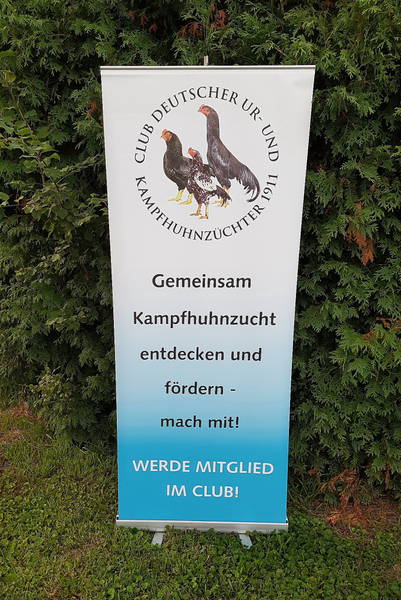 CLUB DEUTSCHER UR- UND
KAMPFHUHNZÜCHTER 1911
Gemeinsam
Kampfhuhnzucht
entdecken und
fördern -
mach mit!
WERDE MITGLIED
IM CLUB!